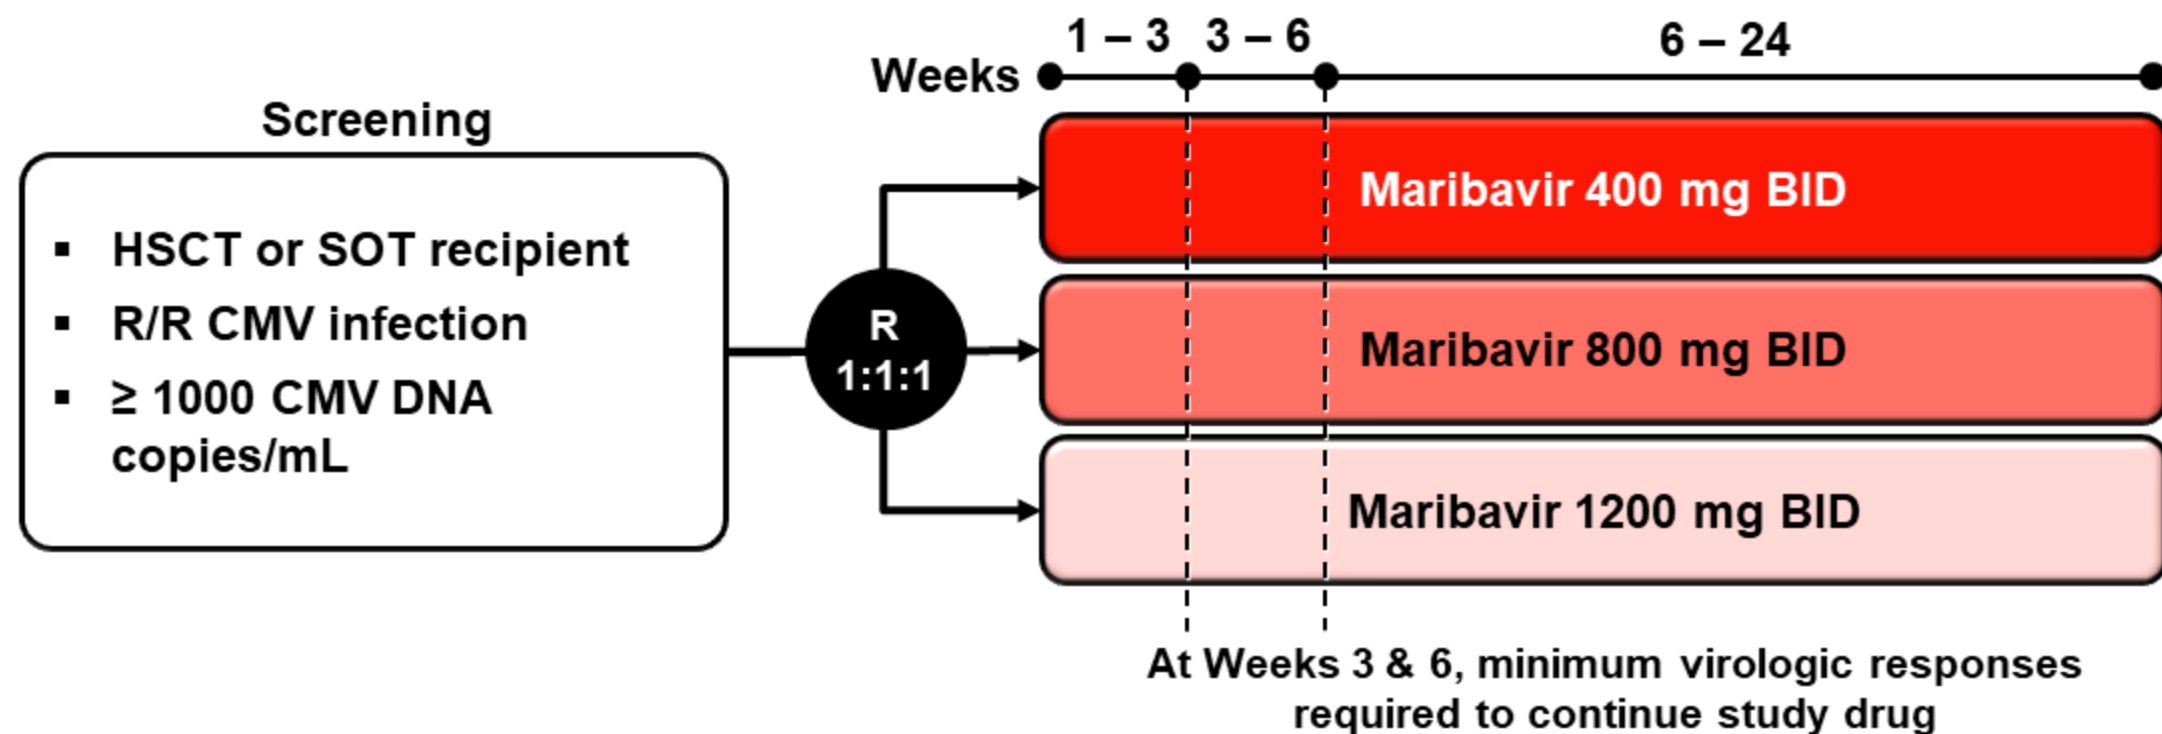 1 – 3 3 – 6 6 – 24
Weeks
Screening
▪ HSCT or SOT recipient
▪ R/R CMV infection
▪ ≥ 1000 CMV DNA
copies/mL
R
1:1:1
Maribavir 400 mg BID
Maribavir 800 mg BID
Maribavir 1200 mg BID
At Weeks 3 & 6, minimum virologic responses
required to continue study drug